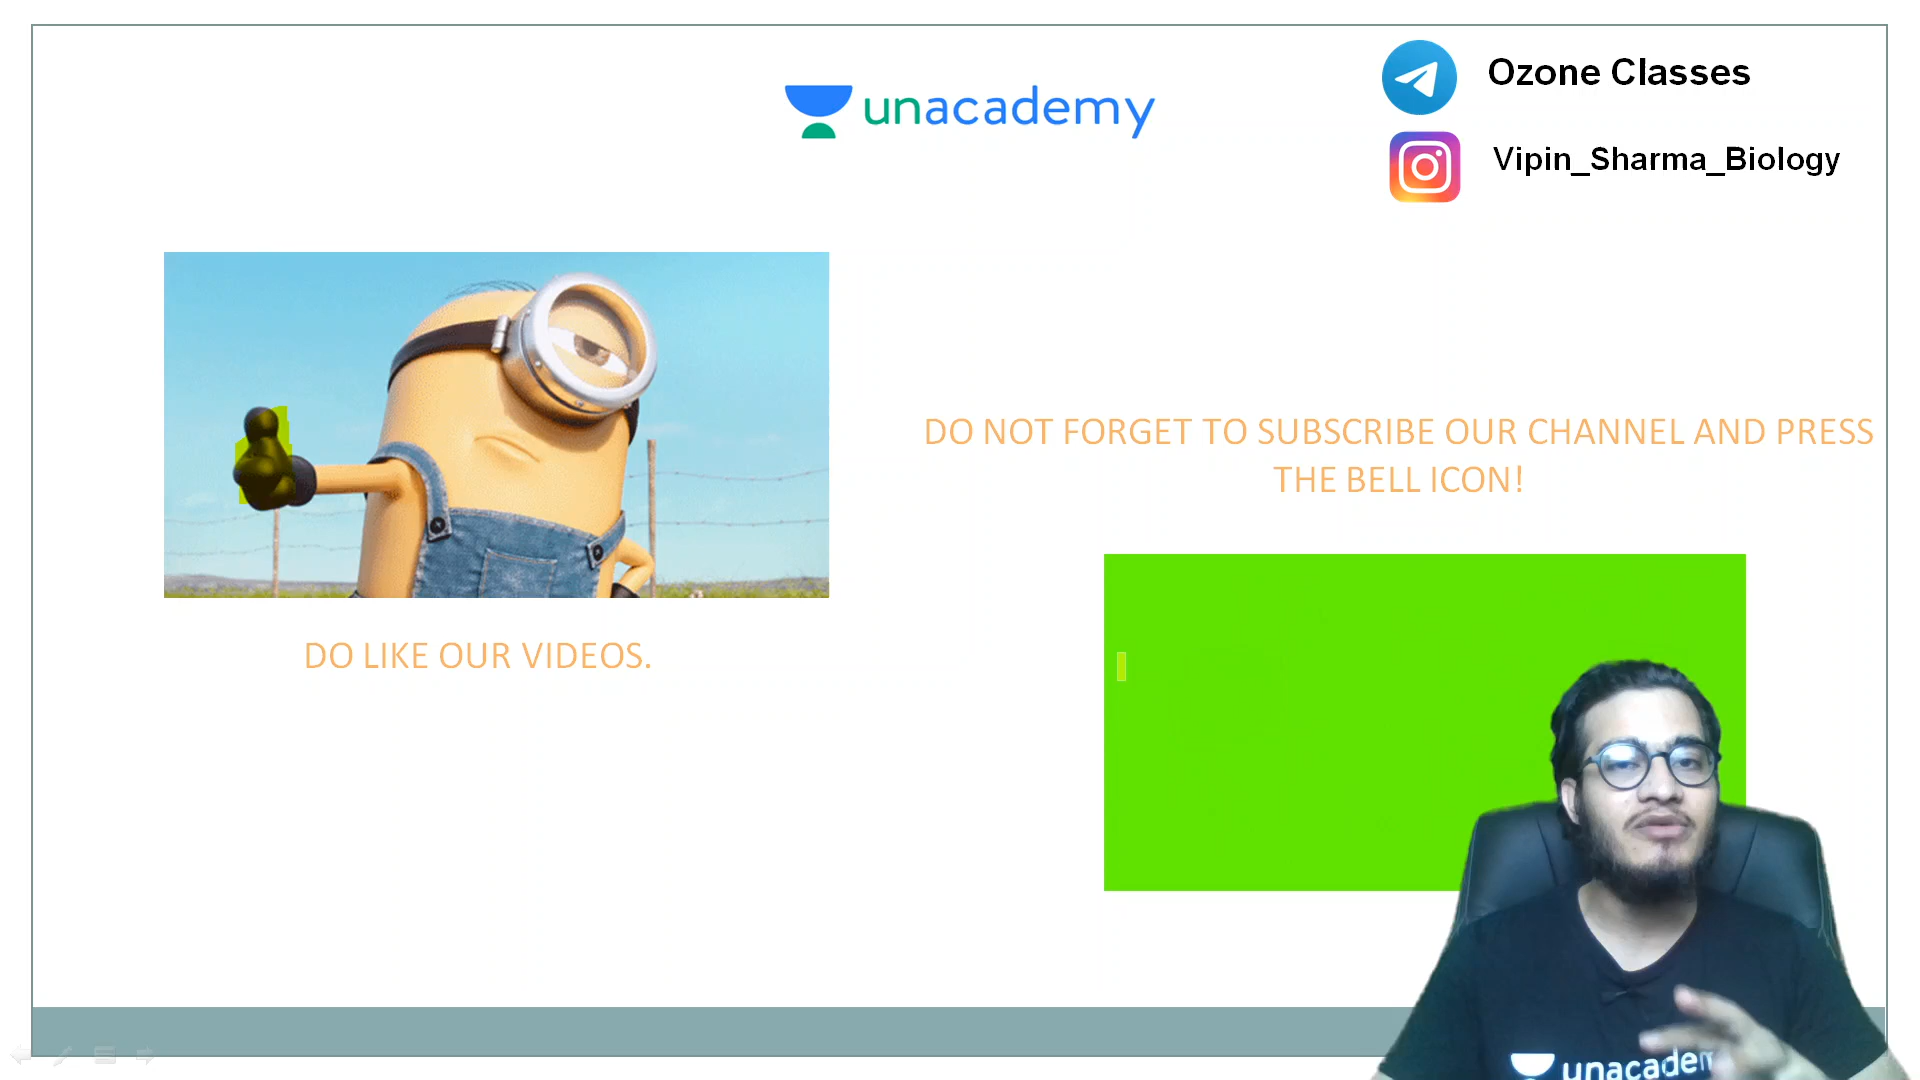 unacademy
Ozone Classes
Vipin_Sharma_Biology
DO NOT FORGET TO SUBSCRIBE OUR CHANNEL AND PRESS
THE BELL ICON!
DO LIKE OUR VIDEOS.
unacadem